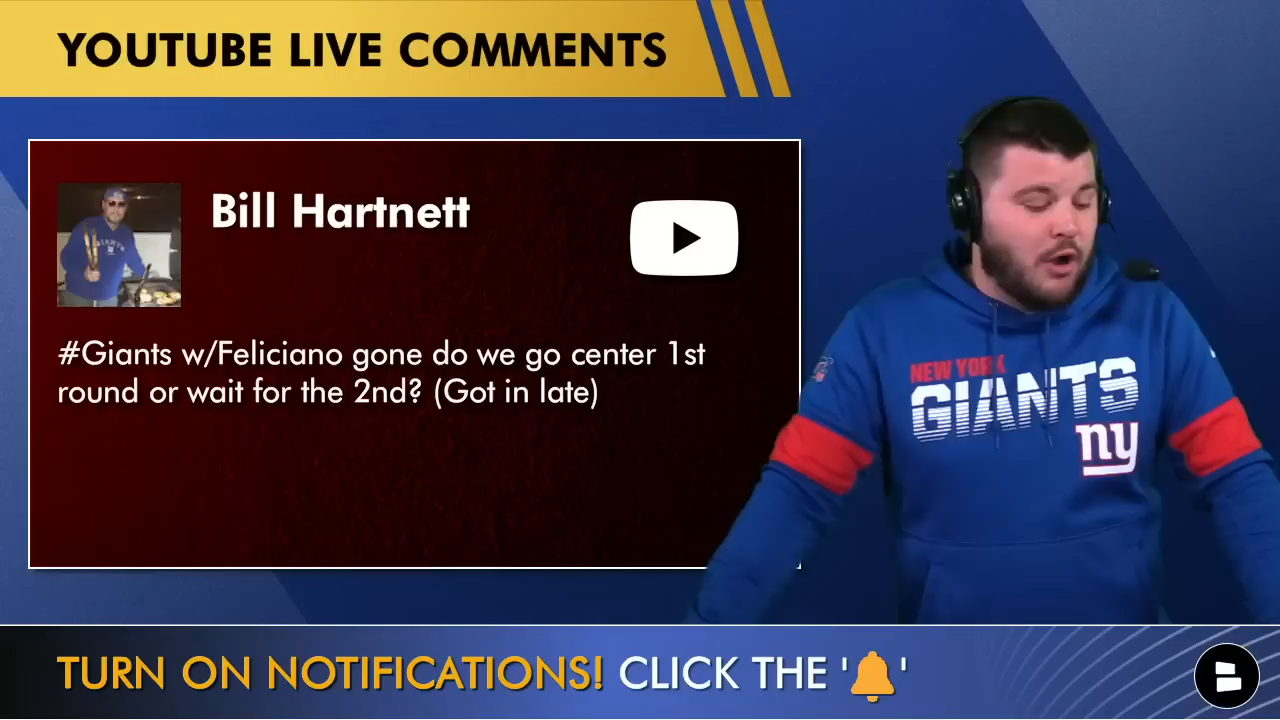 YOUTUBE LIVE COMMENTS
Bill Hartnett
#Giants w/Feliciano gone do we go center 1st
round or wait for the 2nd? (Got in late)
NEW YORK
GIANTS
ny
GIANTS
TURN ON NOTIFICATIONS! CLICK THE '🔔'